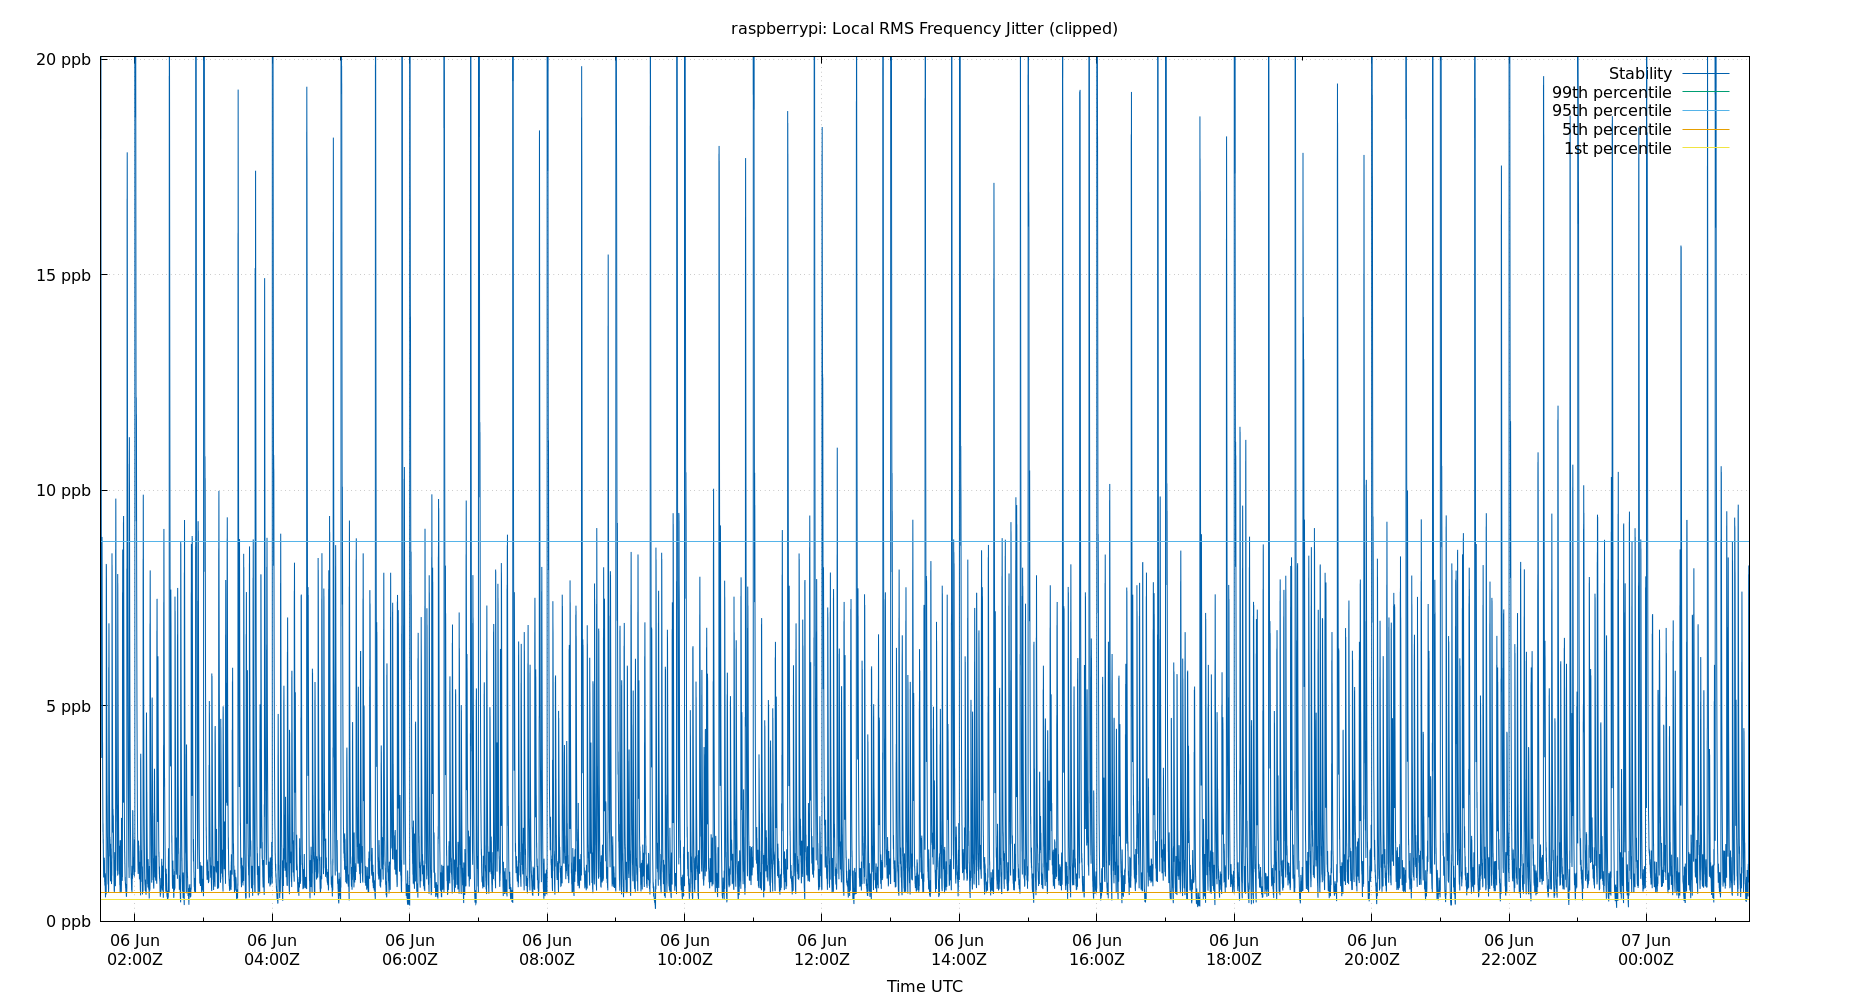 raspberrypi: Local RMS Frequency Jitter (clipped)
20 ppb
15 ppb
10 ppb
5 ppb
0 ppb
Stability
99th percentile
95th percentile
5th percentile
1st percentile
06 Jun 06 Jun 06 Jun 06 Jun 06 Jun 06 Jun 06 Jun 06 Jun 06 Jun 06 Jun 06 Jun 07 Jun
02:00Z 04:00Z 06:00Z 08:00Z 10:00Z 12:00Z 14:00Z 16:00Z 18:00Z 20:00Z 22:00Z 00:00Z
Time UTC